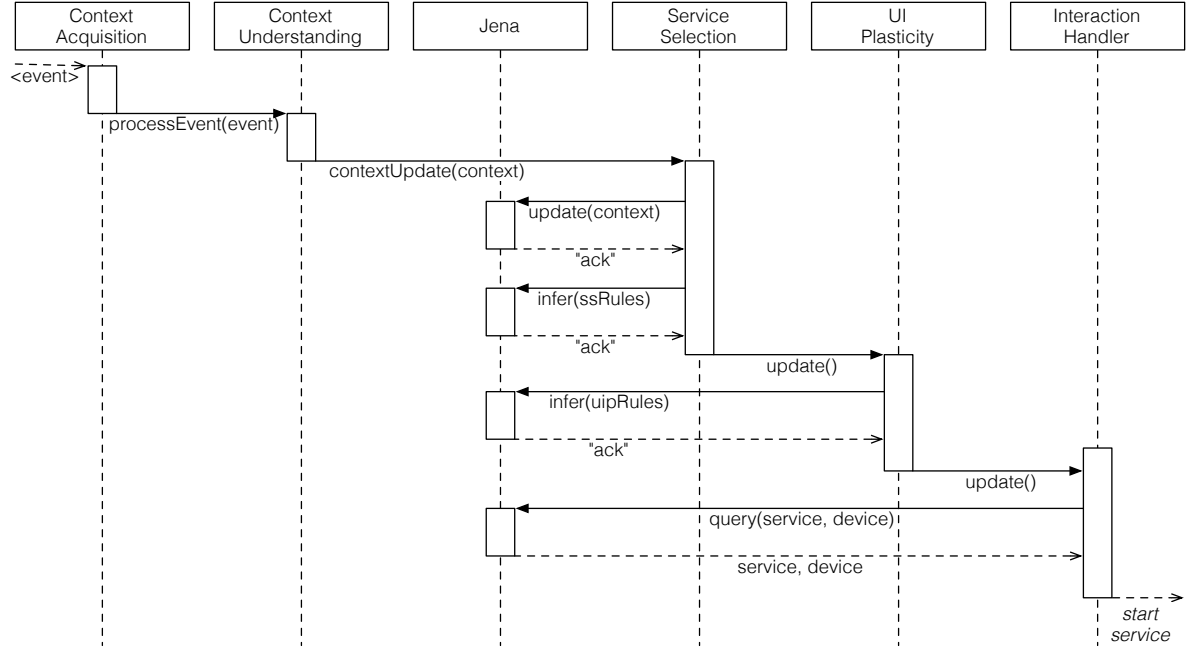 Context
Acquisition
Context
Understanding
Jena
Service
Selection
UI
Plasticity
Interaction
Handler
<event>
processEvent(event)
contextUpdate(context)
update(context)
"ack"
infer(ssRules)
"ack"
update()
infer(uipRules)
"ack"
update()
query(service, device)
service, device
start
service